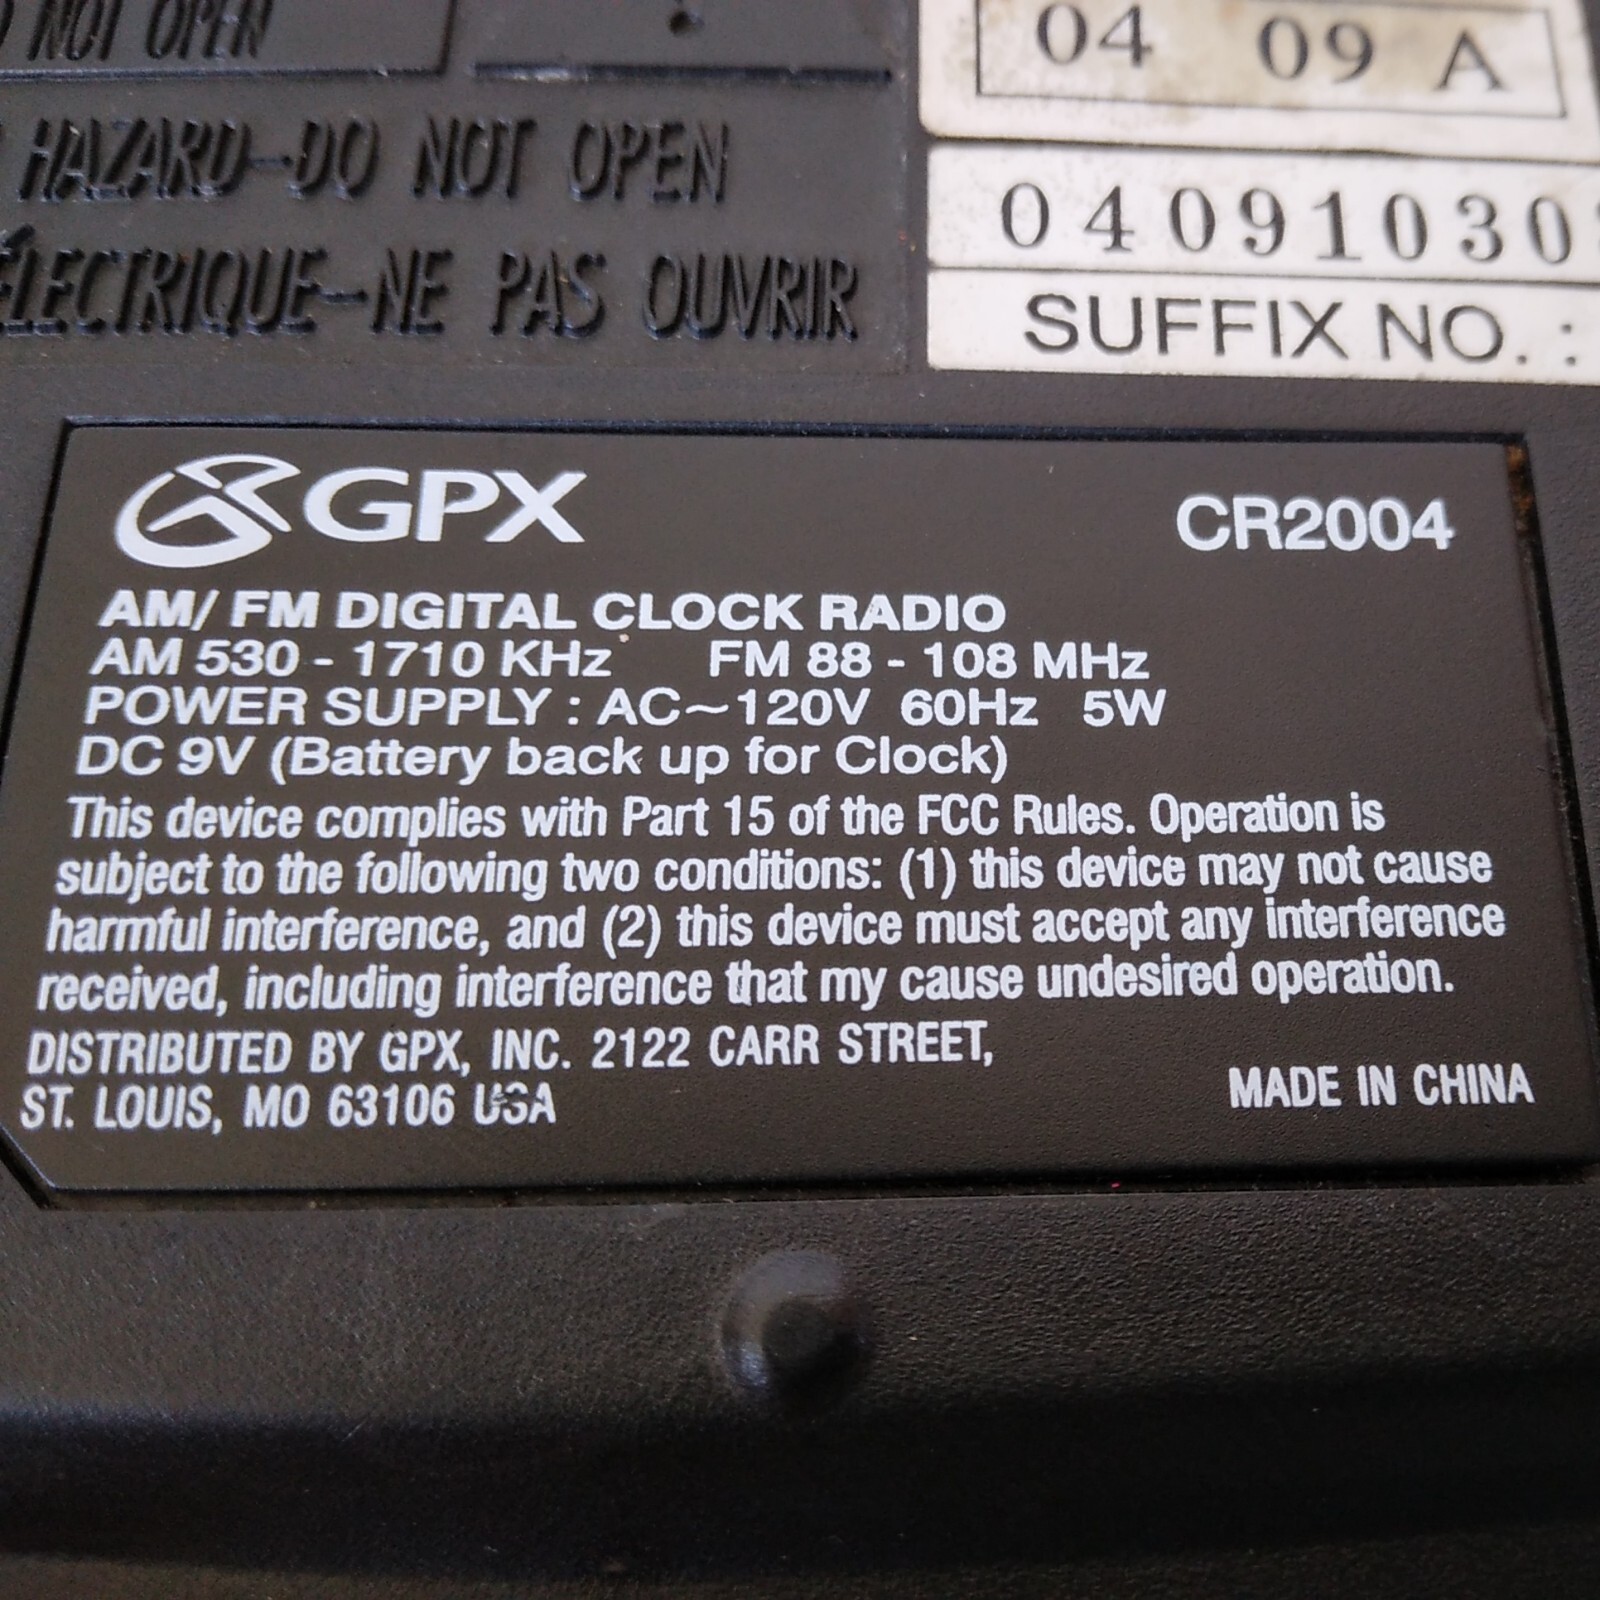 NOT OPEN
04 09 A
HAZARD-DO NOT OPEN
04091030
ÉLECTRIQUE-NE PAS OUVRIR
SUFFIX NO. :
GPX
CR2004
AM/ FM DIGITAL CLOCK RADIO
AM 530 - 1710 KHz FM 88 - 108 MHz
POWER SUPPLY : AC~120V 60Hz 5W
DC 9V (Battery back up for Clock)
This device complies with Part 15 of the FCC Rules. Operation is
subject to the following two conditions: (1) this device may not cause
harmful interference, and (2) this device must accept any interference
received, including interference that my cause undesired operation.
DISTRIBUTED BY GPX, INC. 2122 CARR STREET,
ST. LOUIS, MO 63106 USA
MADE IN CHINA